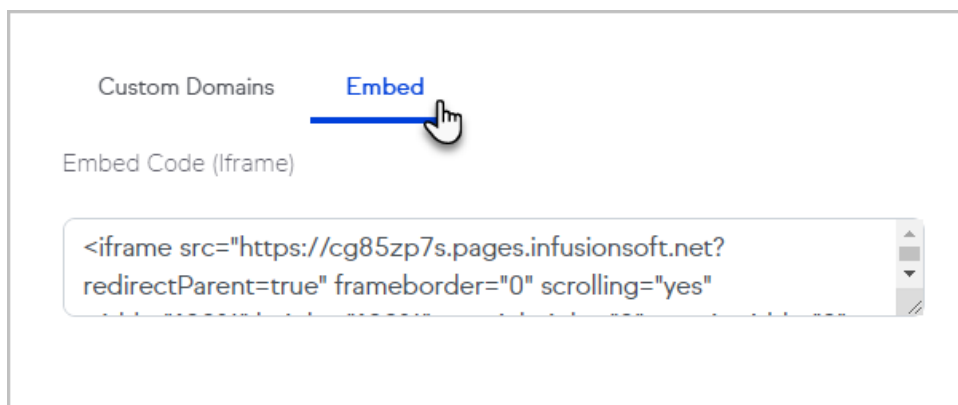 Custom Domains Embed
Embed Code (Iframe)
<iframe src="https://cg85zp7s.pages.infusionsoft.net?
redirectParent=true" frameborder="0" scrolling="yes"